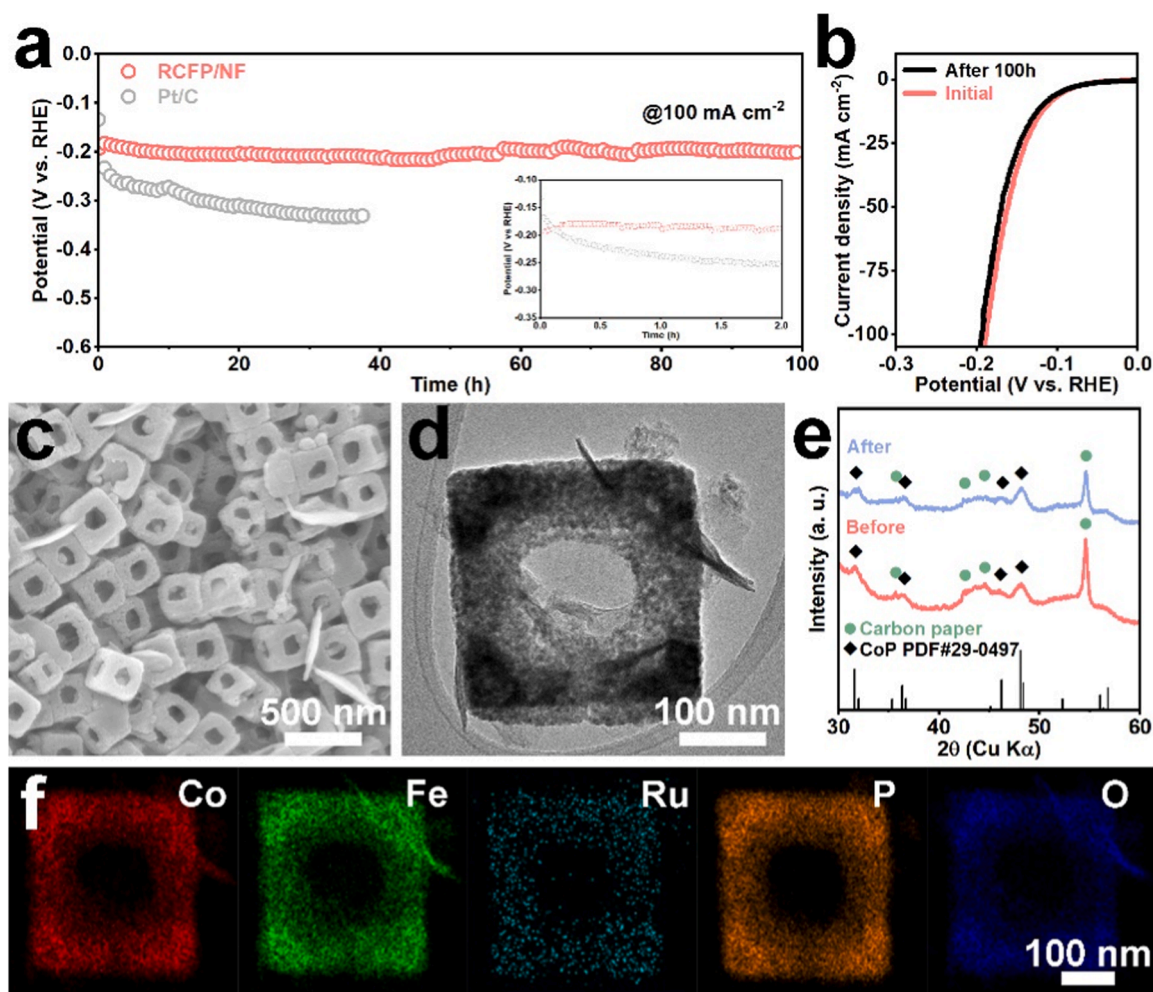 a
0.0
-0.1
-0.2
-0.3
-0.4
-0.5
-0.6
Potential (V vs. RHE)
RCFP/NF
Pt/C
@100 mA cm⁻²
-0.10
-0.15
-0.20
-0.25
-0.30
-0.35
Potential (V vs RHE)
0.0 0.5 1.0 1.5 2.0
Time (h)
0 20 40 60 80 100
Time (h)
b
After 100h
Initial
0
-25
-50
-75
-100
Current density (mA cm⁻²)
-0.3 -0.2 -0.1 0.0
Potential (V vs. RHE)
c
500 nm
d
100 nm
e
After
Before
Carbon paper
CoP PDF#29-0497
Intensity (a. u.)
30 40 50 60
2θ (Cu Kα)
f
Co
Fe
Ru
P
O
100 nm